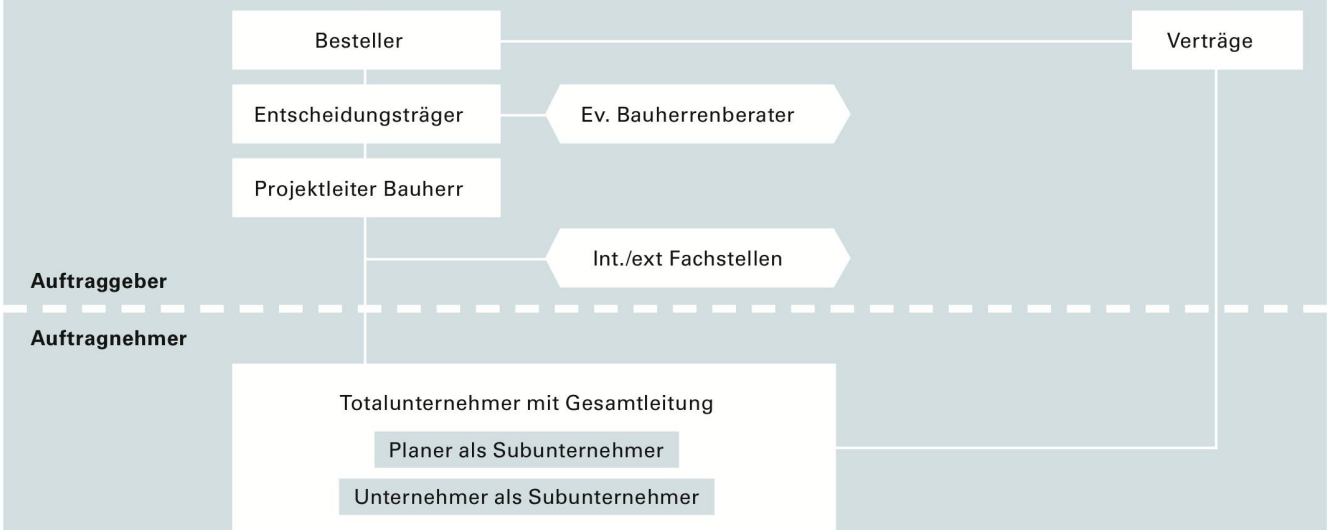 Besteller
Verträge
Entscheidungsträger
Ev. Bauherrenberater
Projektleiter Bauherr
Int./ext Fachstellen
Auftraggeber
Auftragnehmer
Totalunternehmer mit Gesamtleitung
Planer als Subunternehmer
Unternehmer als Subunternehmer